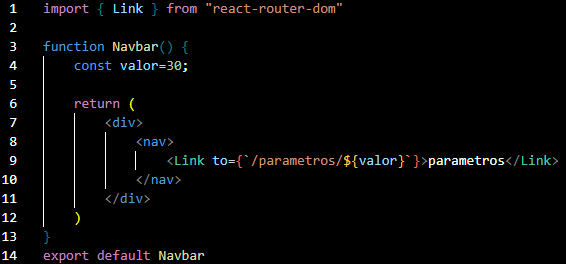 1 import { Link } from "react-router-dom"
2
3 function Navbar() {
4     const valor=30;
5
6     return (
7         <div>
8             <nav>
9                 <Link to={`/parametros/${valor}`}>parametros</Link>
10             </nav>
11         </div>
12     )
13 }
14 export default Navbar